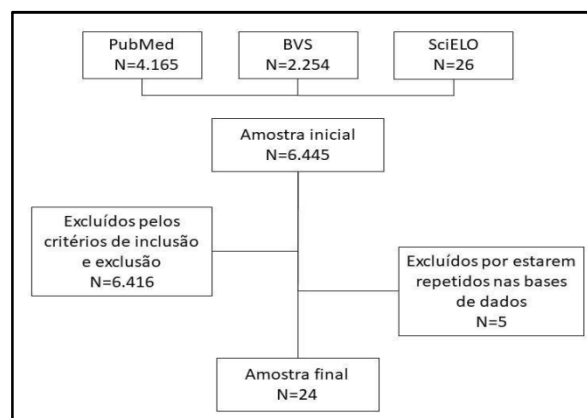 PubMed
N=4.165
BVS
N=2.254
SciELO
N=26
Amostra inicial
N=6.445
Excluídos pelos
critérios de inclusão
e exclusão
N=6.416
Excluídos por estarem
repetidos nas bases
de dados
N=5
Amostra final
N=24